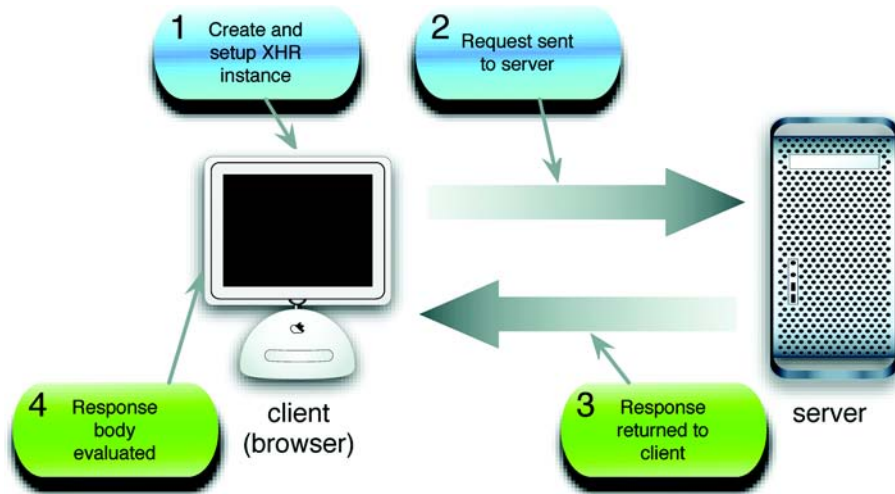 1 Create and
setup XHR
instance
2 Request sent
to server
client
(browser)
server
3 Response
returned to
client
4 Response
body
evaluated